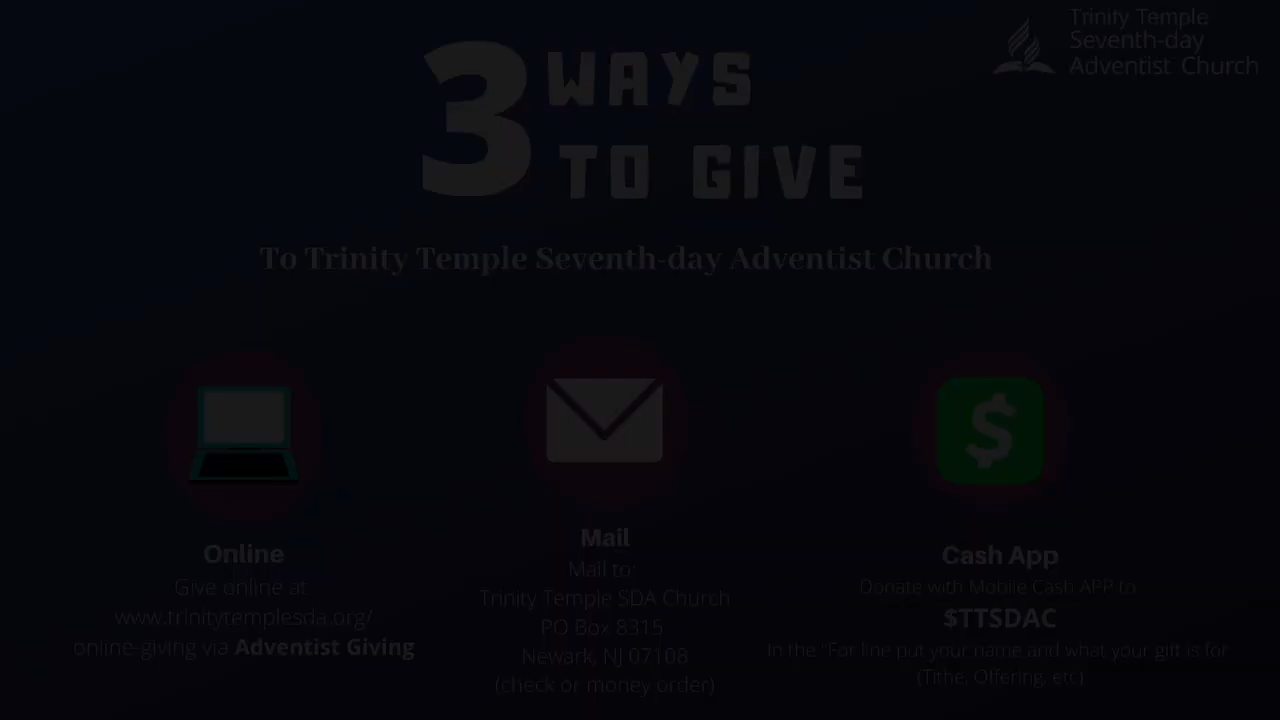 Trinity Temple
Seventh-day
Adventist Church
3 WAYS
TO GIVE
To Trinity Temple Seventh-day Adventist Church
$
Online
Give online at
www.trinitytemplesda.org/
online-giving via Adventist Giving
Mail
Mail to:
Trinity Temple SDA Church
PO Box 8315
Newark, NJ 07108
(check or money order)
Cash App
Donate with Mobile Cash APP to
$TTSDAC
In the "For line put your name and what your gift is for
(Tithe, Offering, etc)